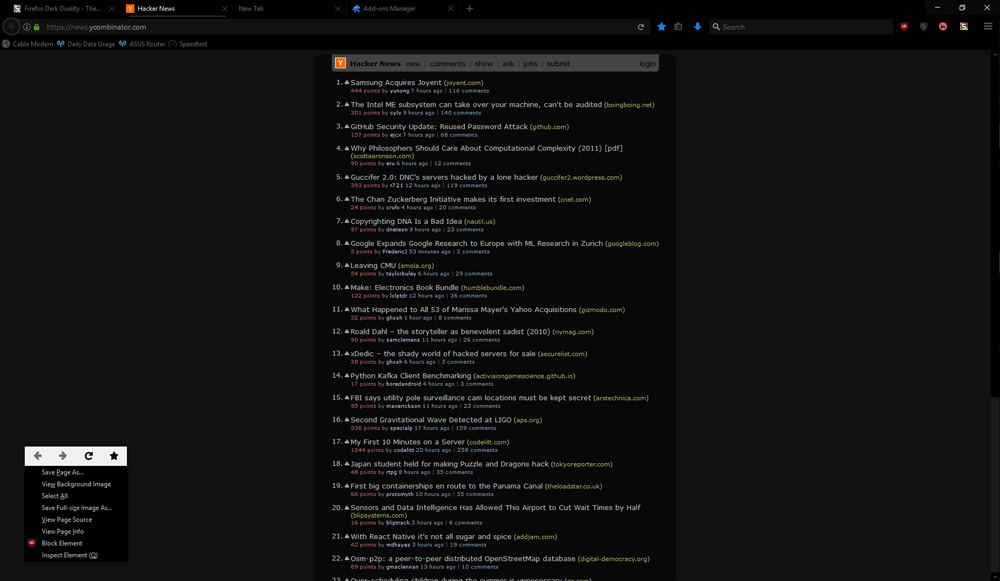 Firefox Dark Duality - The...
Hacker News
New Tab
Add-ons Manager
https://news.ycombinator.com
Search
Cable Modem
Daily Data Usage
ASUS Router
Speedtest
Y Hacker News new | comments | show | ask | jobs | submit login
1. Samsung Acquires Joyent (joyent.com)
444 points by yunong 7 hours ago | 116 comments
2. The Intel ME subsystem can take over your machine, can't be audited (boingboing.net)
301 points by cylo 9 hours ago | 140 comments
3. GitHub Security Update: Reused Password Attack (github.com)
157 points by ejcx 7 hours ago | 68 comments
4. Why Philosophers Should Care About Computational Complexity (2011) [pdf]
(scottaaronson.com)
90 points by eru 6 hours ago | 12 comments
5. Guccifer 2.0: DNC's servers hacked by a lone hacker (guccifer2.wordpress.com)
293 points by r721 12 hours ago | 119 comments
6. The Chan Zuckerberg Initiative makes its first investment (cnet.com)
24 points by crufo 4 hours ago | 20 comments
7. Copyrighting DNA Is a Bad Idea (nautil.us)
97 points by dnetesn 9 hours ago | 23 comments
8. Google Expands Google Research to Europe with ML Research in Zurich (googleblog.com)
5 points by FredericJ 53 minutes ago | 2 comments
9. Leaving CMU (smola.org)
54 points by taylorbuley 6 hours ago | 29 comments
10. Make: Electronics Book Bundle (humblebundle.com)
122 points by lolptdr 12 hours ago | 36 comments
11. What Happened to All 53 of Marissa Mayer's Yahoo Acquisitions (gizmodo.com)
32 points by ghosh 1 hour ago | 8 comments
12. Roald Dahl – the storyteller as benevolent sadist (2010) (nymag.com)
90 points by samclemens 11 hours ago | 26 comments
13. xDedic – the shady world of hacked servers for sale (securelist.com)
38 points by ghosh 6 hours ago | 3 comments
14. Python Kafka Client Benchmarking (activisiongamescience.github.io)
17 points by boredandroid 4 hours ago | 3 comments
15. FBI says utility pole surveillance cam locations must be kept secret (arstechnica.com)
95 points by maxerickson 11 hours ago | 23 comments
16. Second Gravitational Wave Detected at LIGO (aps.org)
536 points by specialp 17 hours ago | 159 comments
17. My First 10 Minutes on a Server (codelitt.com)
1044 points by codelitt 20 hours ago | 258 comments
18. Japan student held for making Puzzle and Dragons hack (tokyoreporter.com)
48 points by rtpg 8 hours ago | 35 comments
19. First big containerships en route to the Panama Canal (theloadstar.co.uk)
66 points by protomyth 10 hours ago | 35 comments
20. Sensors and Data Intelligence Has Allowed This Airport to Cut Wait Times by Half
(blipsystems.com)
16 points by bliptrack 3 hours ago | 6 comments
21. With React Native it's not all sugar and spice (addjam.com)
42 points by mdhayes 3 hours ago | 19 comments
22. Osm-p2p: a peer-to-peer distributed OpenStreetMap database (digital-democracy.org)
89 points by gmaclennan 13 hours ago | 10 comments
Save Page As...
View Background Image
Select All
Save Full-size Image As...
View Page Source
View Page Info
Block Element
Inspect Element (Q)